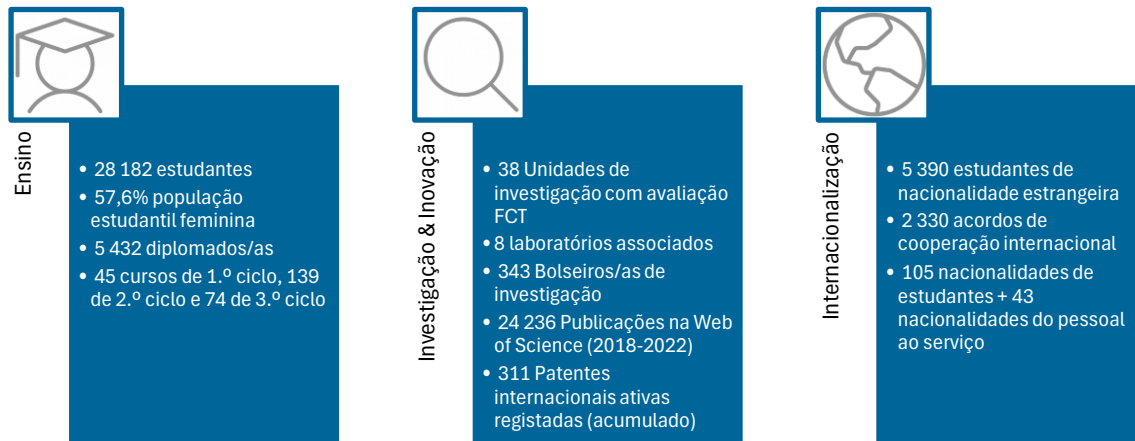 Ensino
• 28 182 estudantes
• 57,6% população
estudantil feminina
• 5 432 diplomados/as
• 45 cursos de 1.º ciclo, 139
de 2.º ciclo e 74 de 3.º ciclo
Investigação & Inovação
• 38 Unidades de
investigação com avaliação
FCT
• 8 laboratórios associados
• 343 Bolseiros/as de
investigação
• 24 236 Publicações na Web
of Science (2018-2022)
• 311 Patentes
internacionais ativas
registadas (acumulado)
Internacionalização
• 5 390 estudantes de
nacionalidade estrangeira
• 2 330 acordos de
cooperação internacional
• 105 nacionalidades de
estudantes + 43
nacionalidades do pessoal
ao serviço